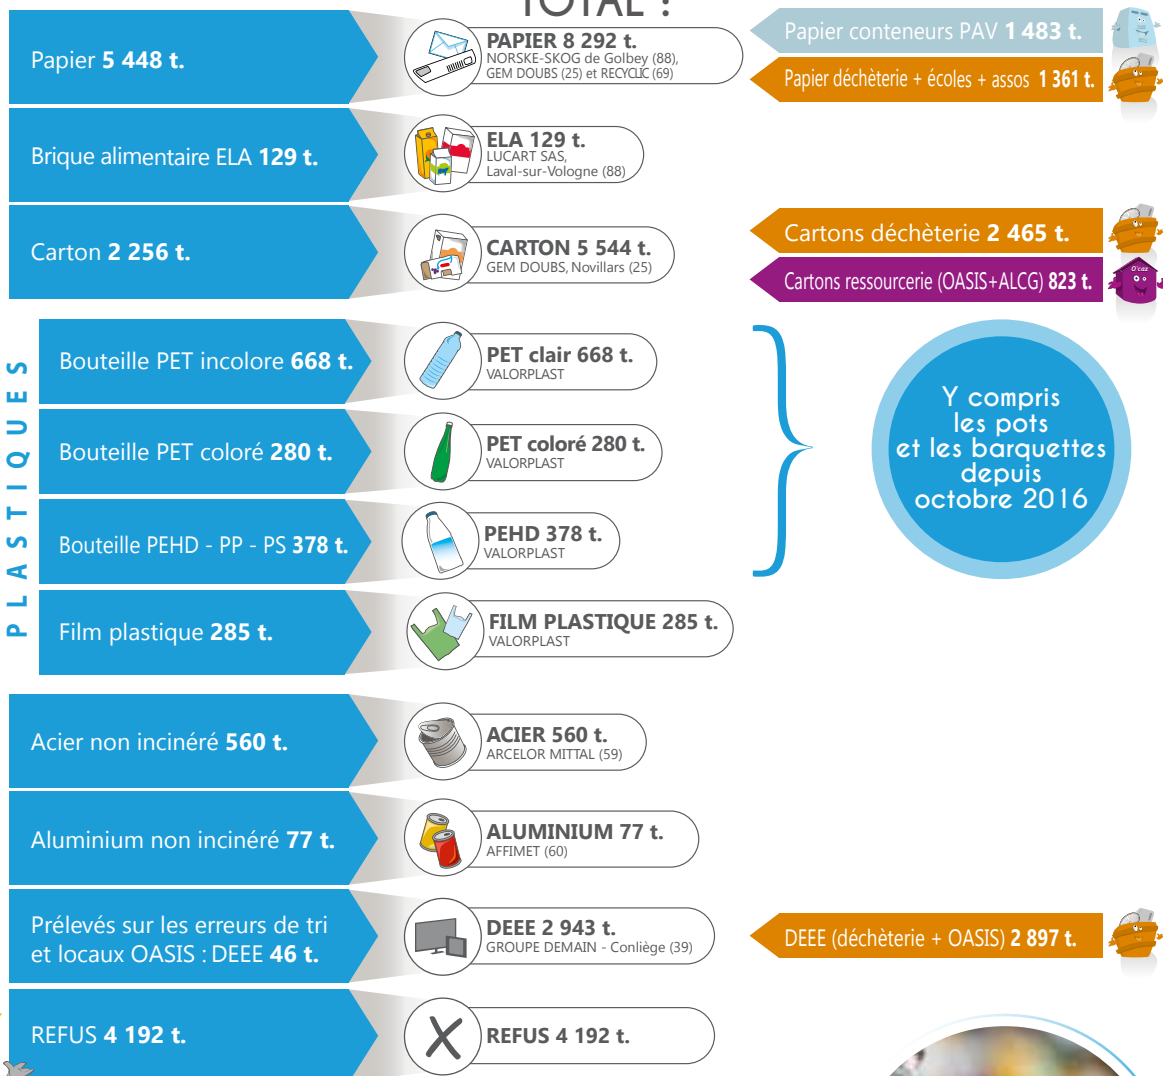 TOTAL :
Papier 5 448 t.
PAPIER 8 292 t.
NORSKE-SKOG de Golbey (88),
GEM DOUBS (25) et RECYCLIC (69)
Papier conteneurs PAV 1 483 t.
Papier déchèterie + écoles + assos 1 361 t.
Brique alimentaire ELA 129 t.
ELA 129 t.
LUCART SAS,
Laval-sur-Vologne (88)
Carton 2 256 t.
CARTON 5 544 t.
GEM DOUBS, Novillars (25)
Cartons déchèterie 2 465 t.
Cartons ressourcerie (OASIS+ALCG) 823 t.
O'caz
PLASTIQUES
Bouteille PET incolore 668 t.
PET clair 668 t.
VALORPLAST
Bouteille PET coloré 280 t.
PET coloré 280 t.
VALORPLAST
Bouteille PEHD - PP - PS 378 t.
PEHD 378 t.
VALORPLAST
Film plastique 285 t.
FILM PLASTIQUE 285 t.
VALORPLAST
Y compris
les pots
et les barquettes
depuis
octobre 2016
Acier non incinéré 560 t.
ACIER 560 t.
ARCELOR MITTAL (59)
Aluminium non incinéré 77 t.
ALUMINIUM 77 t.
AFFIMET (60)
Prélevés sur les erreurs de tri
et locaux OASIS : DEEE 46 t.
DEEE 2 943 t.
GROUPE DEMAIN - Conliège (39)
DEEE (déchèterie + OASIS) 2 897 t.
REFUS 4 192 t.
REFUS 4 192 t.